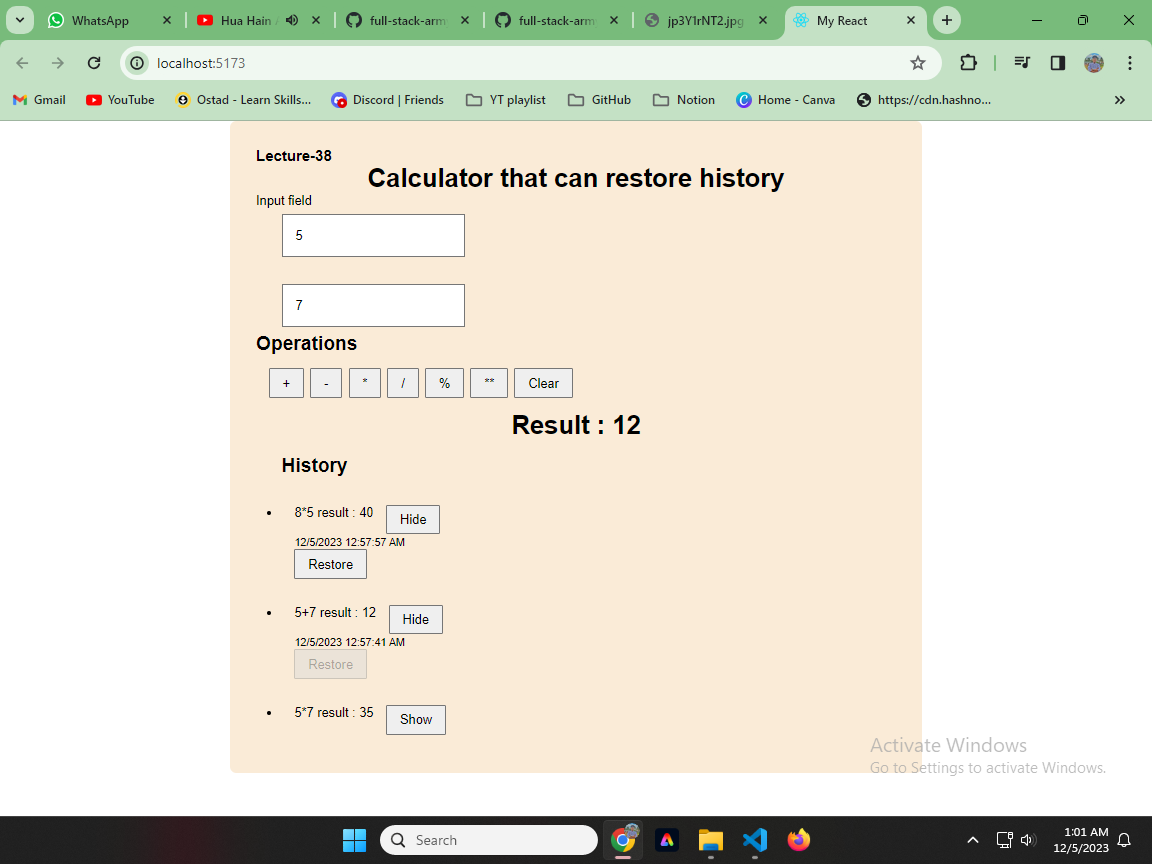 WhatsApp
Hua Hain
full-stack-arm
full-stack-arm
jp3Y1rNT2.jpg
My React
localhost:5173
Gmail
YouTube
Ostad - Learn Skills...
Discord | Friends
YT playlist
GitHub
Notion
Home - Canva
https://cdn.hashno...
Lecture-38
Calculator that can restore history
Input field
5
7
Operations
+ - * / % ** Clear
Result : 12
History
8*5 result : 40 Hide
12/5/2023 12:57:57 AM
Restore
5+7 result : 12 Hide
12/5/2023 12:57:41 AM
Restore
5*7 result : 35 Show
Activate Windows
Go to Settings to activate Windows.
Search
1:01 AM
12/5/2023